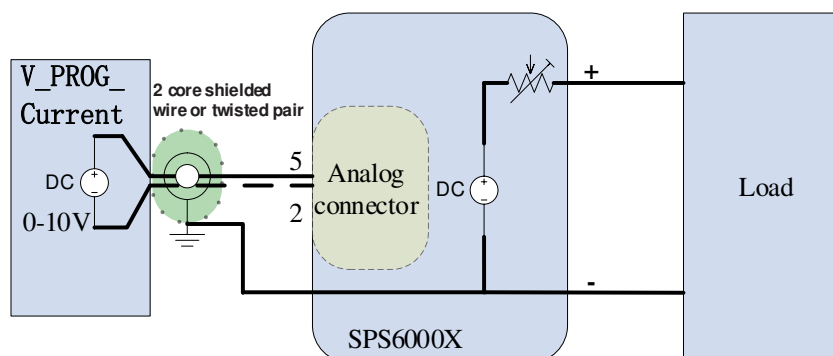 V_PROG_
Current
2 core shielded
wire or twisted pair
DC
+
-
0-10V
5
2
Analog
connector
DC
+
-
+
-
Load
SPS6000X